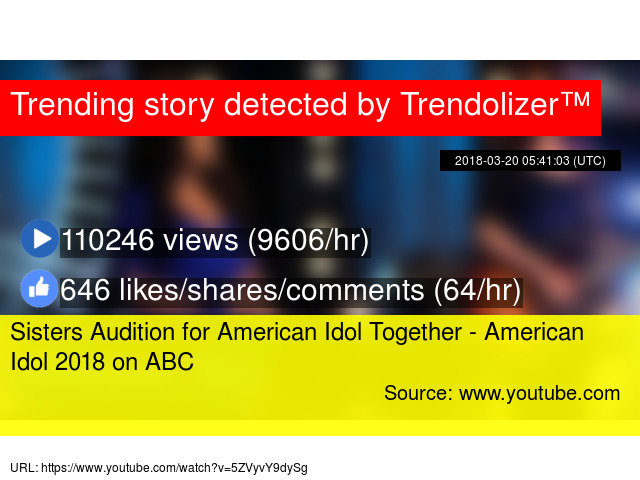 Trending story detected by Trendolizer™
2018-03-20 05:41:03 (UTC)
110246 views (9606/hr)
646 likes/shares/comments (64/hr)
Sisters Audition for American Idol Together - American
Idol 2018 on ABC
Source: www.youtube.com
URL: https://www.youtube.com/watch?v=5ZVyvY9dySg